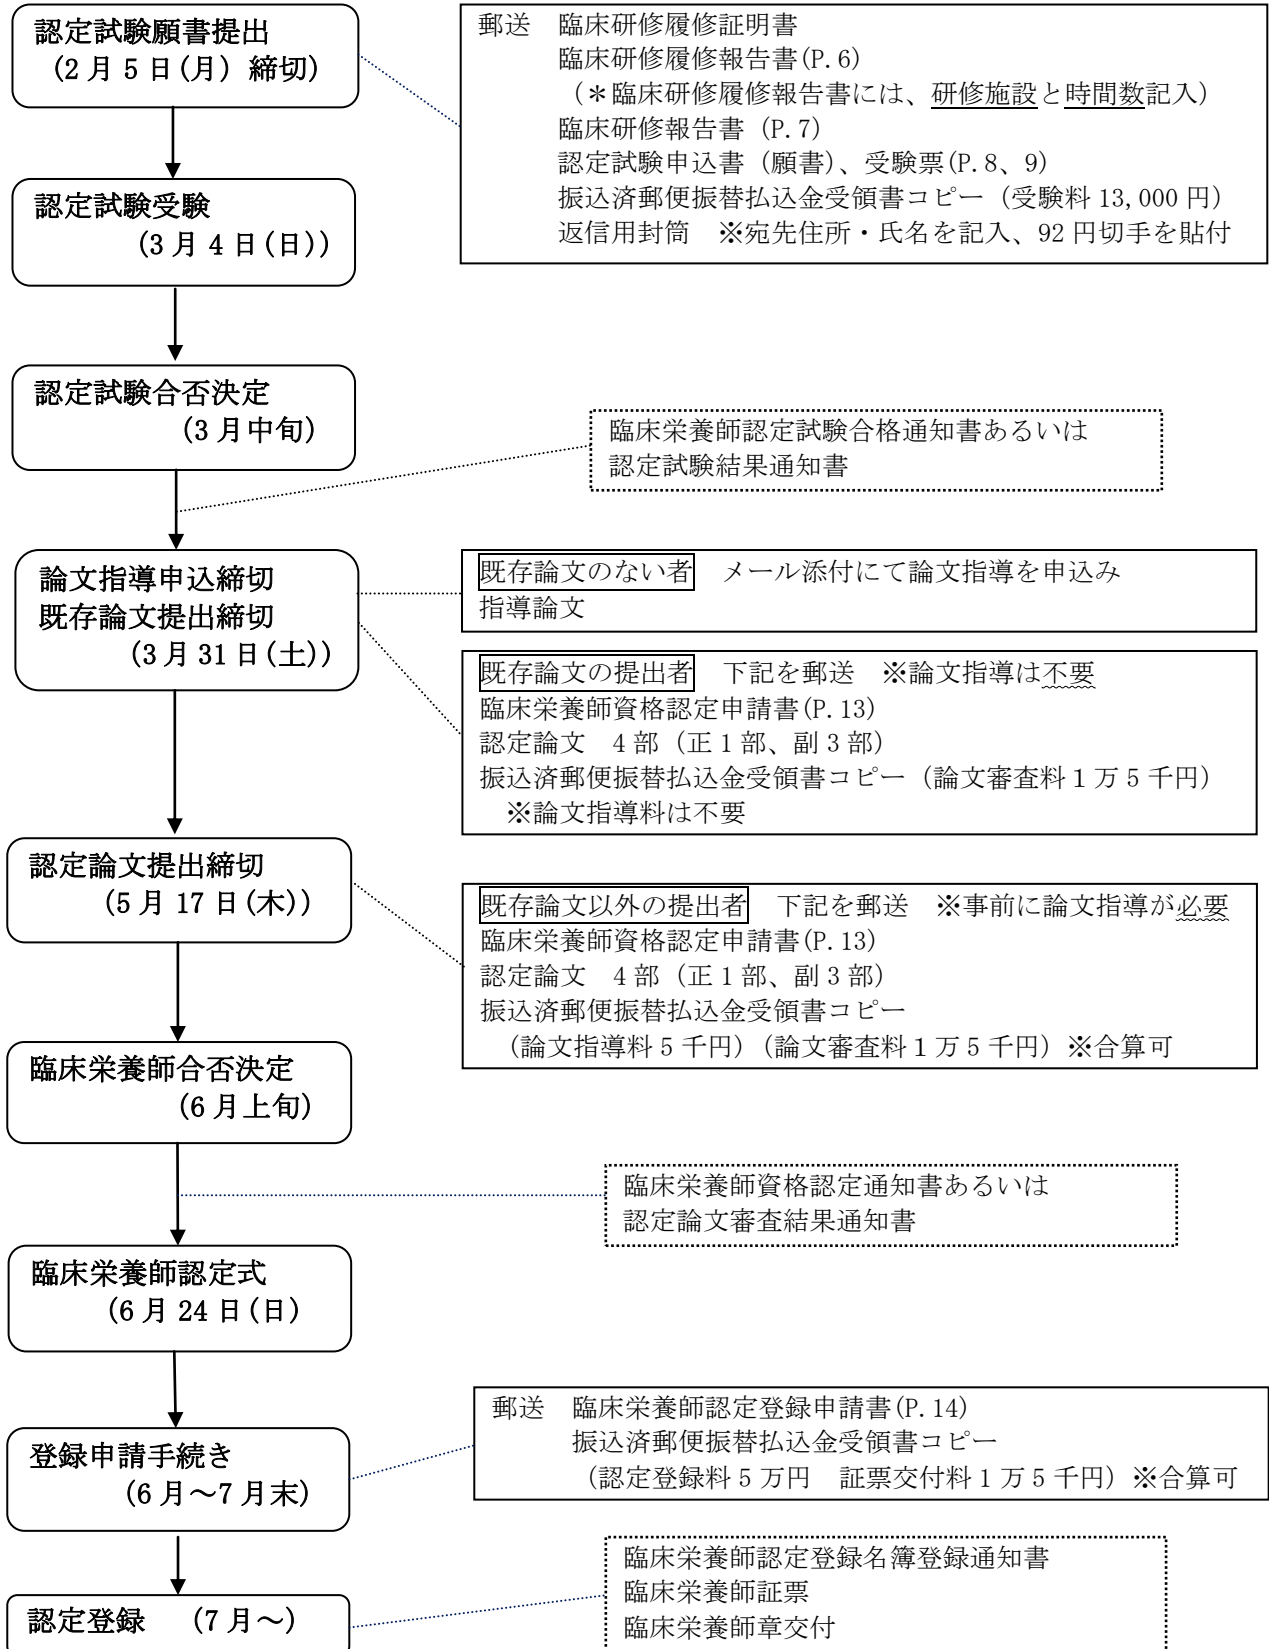 認定試験願書提出
(2月5日(月) 締切)
郵送　臨床研修履修証明書
臨床研修履修報告書(P.6)
(＊臨床研修履修報告書には、研修施設と時間数記入)
臨床研修報告書 (P.7)
認定試験申込書 (願書)、受験票(P.8、9)
振込済郵便振替払込金受領書コピー (受験料 13,000 円)
返信用封筒　※宛先住所・氏名を記入、92 円切手を貼付
認定試験受験
(3月4日(日))
認定試験合否決定
(3月中旬)
臨床栄養師認定試験合格通知書あるいは
認定試験結果通知書
論文指導申込締切
既存論文提出締切
(3月31日(土))
既存論文のない者　メール添付にて論文指導を申込み
指導論文
既存論文の提出者　下記を郵送　※論文指導は不要
臨床栄養師資格認定申請書(P.13)
認定論文　4部 (正1部、副3部)
振込済郵便振替払込金受領書コピー (論文審査料１万5千円)
※論文指導料は不要
認定論文提出締切
(5月17日(木))
既存論文以外の提出者　下記を郵送　※事前に論文指導が必要
臨床栄養師資格認定申請書(P.13)
認定論文　4部 (正1部、副3部)
振込済郵便振替払込金受領書コピー
(論文指導料5千円) (論文審査料１万5千円) ※合算可
臨床栄養師合否決定
(6月上旬)
臨床栄養師資格認定通知書あるいは
認定論文審査結果通知書
臨床栄養師認定式
(6月24日(日)
登録申請手続き
(6月～7月末)
郵送　臨床栄養師認定登録申請書(P.14)
振込済郵便振替払込金受領書コピー
(認定登録料5万円　証票交付料1万5千円) ※合算可
認定登録　(7月～)
臨床栄養師認定登録名簿登録通知書
臨床栄養師証票
臨床栄養師章交付